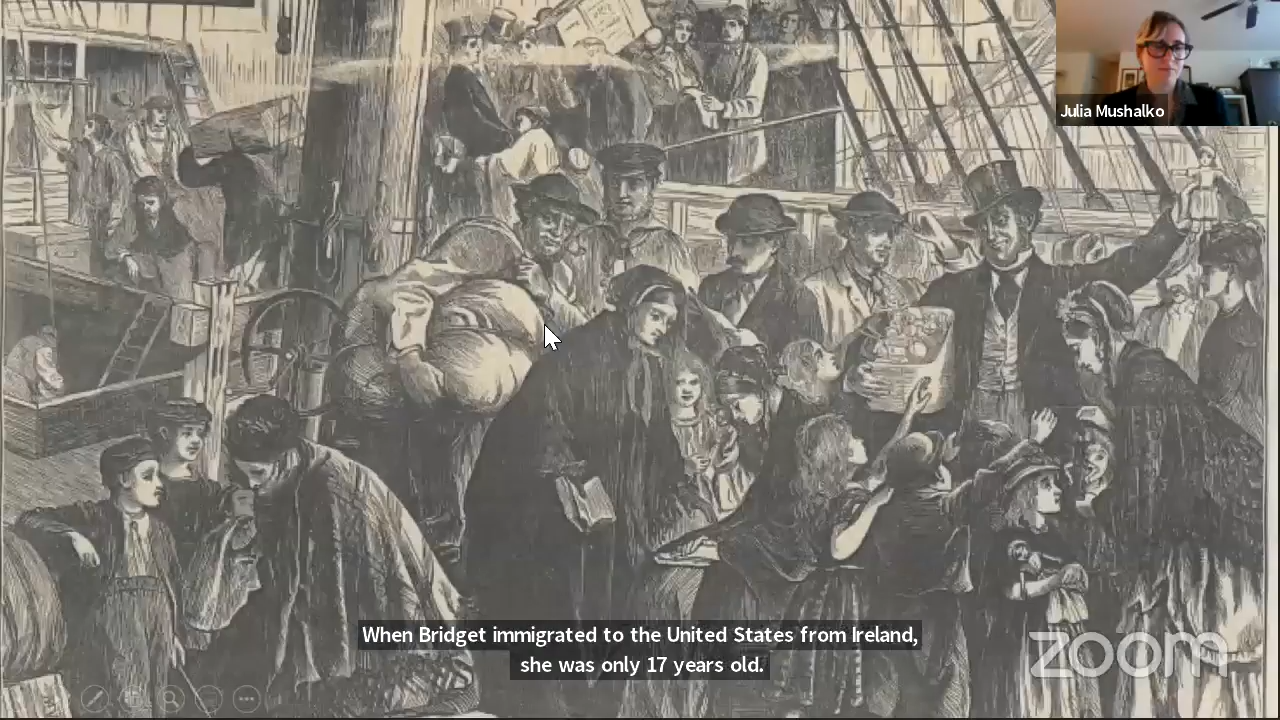 Julia Mushalko
When Bridget immigrated to the United States from Ireland,
she was only 17 years old.
zoom